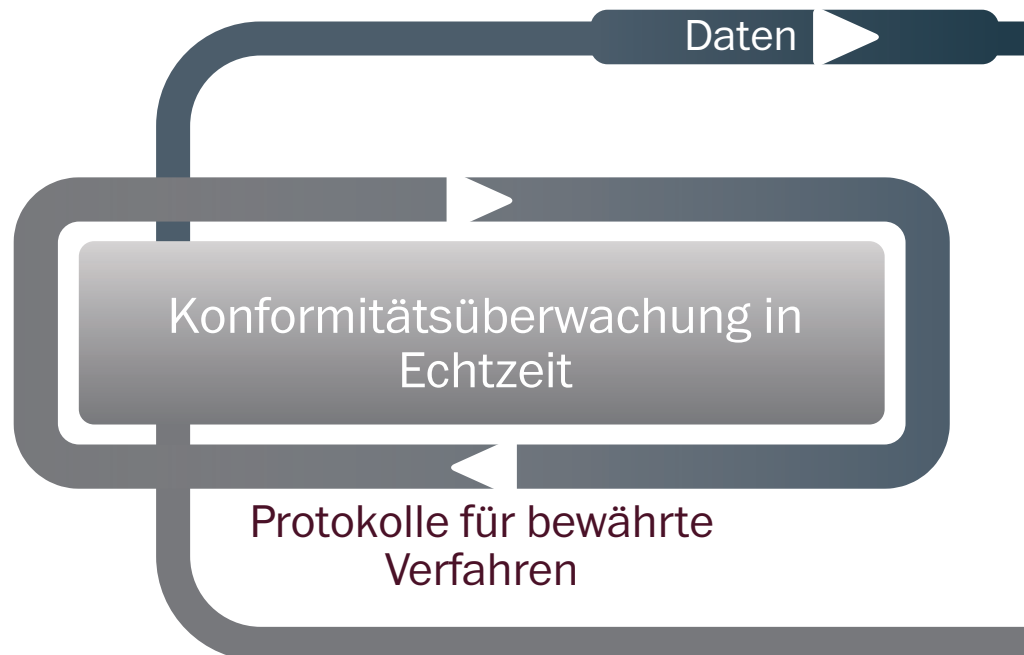 Daten
Konformitätsüberwachung in
Echtzeit
Protokolle für bewährte
Verfahren